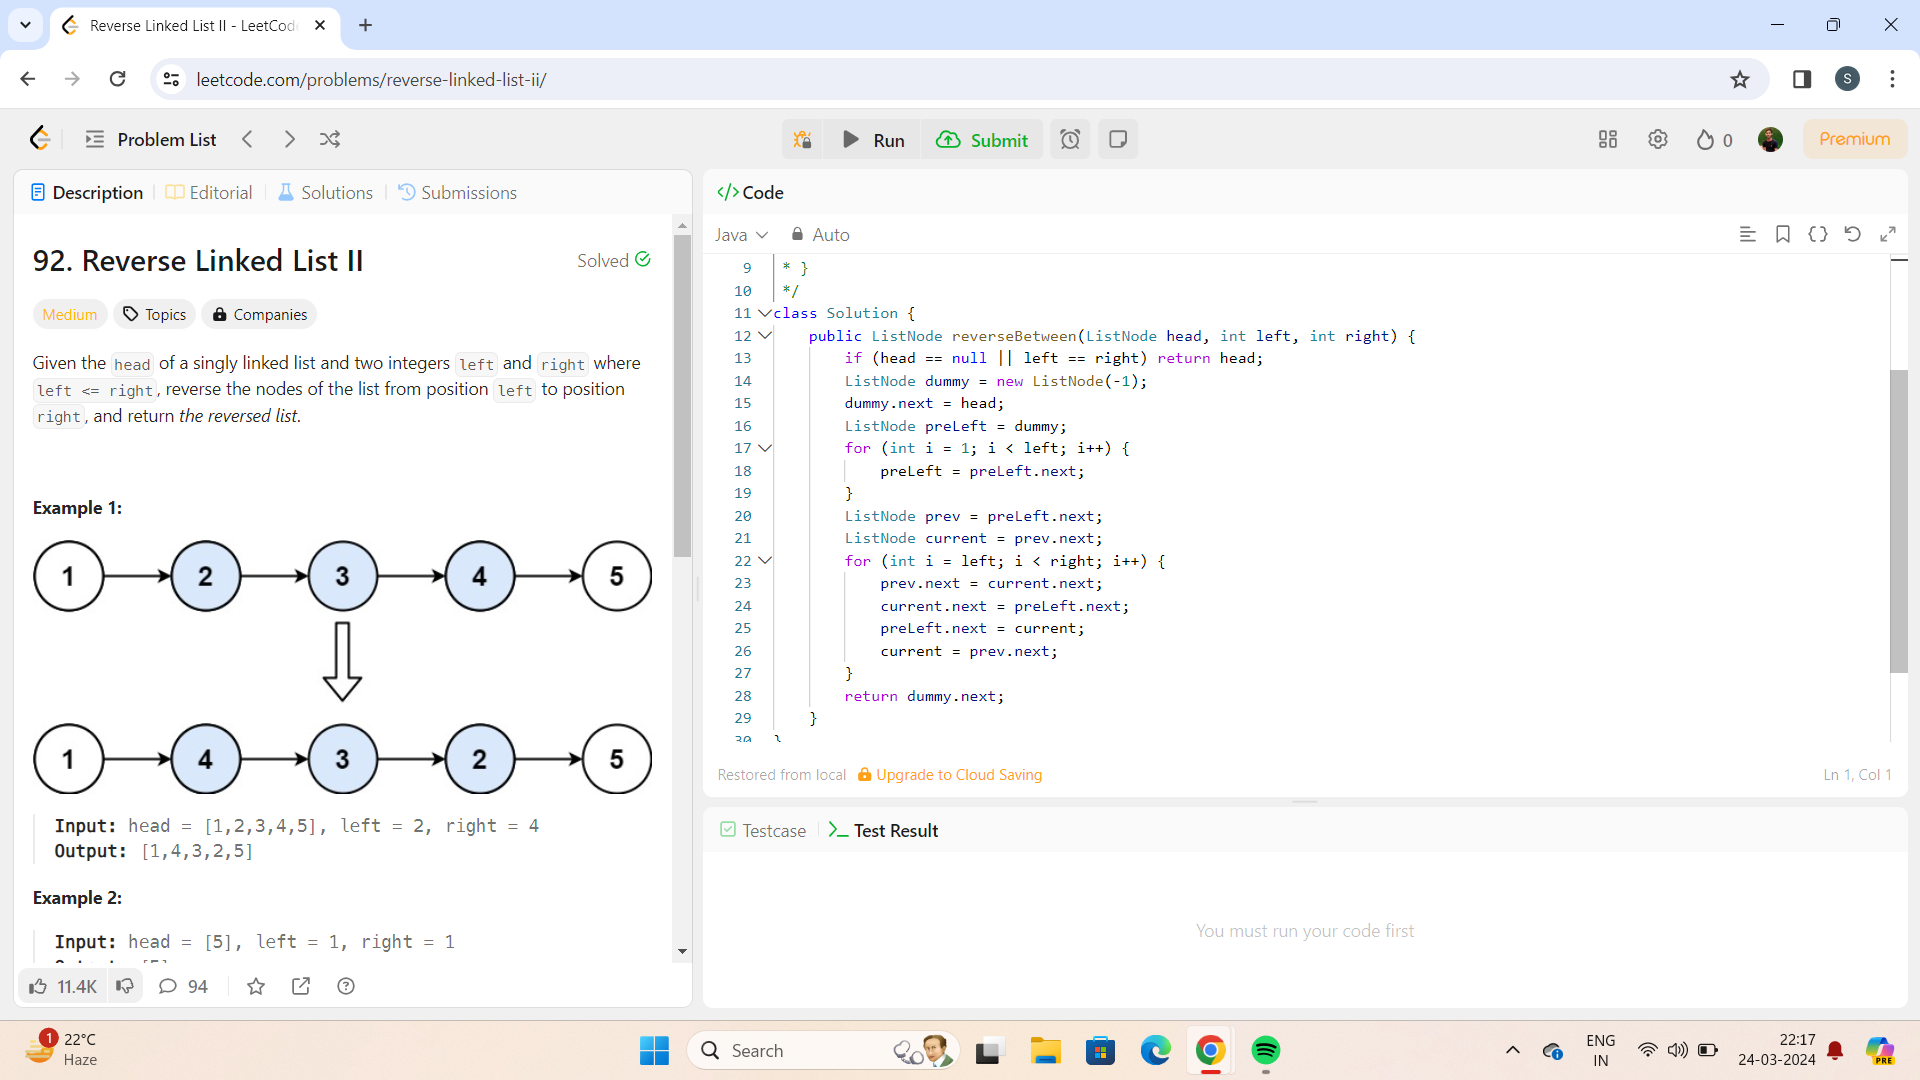 Reverse Linked List II - LeetCod
leetcode.com/problems/reverse-linked-list-ii/
S
Problem List
Run
Submit
0
Premium
Description
Editorial
Solutions
Submissions
92. Reverse Linked List II
Solved
Medium
Topics
Companies
Given the head of a singly linked list and two integers left and right where
left <= right, reverse the nodes of the list from position left to position
right, and return the reversed list.
Example 1:
1 2 3 4 5
1 4 3 2 5
Input: head = [1,2,3,4,5], left = 2, right = 4
Output: [1,4,3,2,5]
Example 2:
Input: head = [5], left = 1, right = 1
11.4K
94
</> Code
Java
Auto
9 * }
10 */
11 class Solution {
12 public ListNode reverseBetween(ListNode head, int left, int right) {
13 if (head == null || left == right) return head;
14 ListNode dummy = new ListNode(-1);
15 dummy.next = head;
16 ListNode preLeft = dummy;
17 for (int i = 1; i < left; i++) {
18 preLeft = preLeft.next;
19 }
20 ListNode prev = preLeft.next;
21 ListNode current = prev.next;
22 for (int i = left; i < right; i++) {
23 prev.next = current.next;
24 current.next = preLeft.next;
25 preLeft.next = current;
26 current = prev.next;
27 }
28 return dummy.next;
29 }
30 }
Restored from local
Upgrade to Cloud Saving
Ln 1, Col 1
Testcase
Test Result
You must run your code first
1
22°C
Haze
Search
ENG
IN
22:17
24-03-2024
PRE